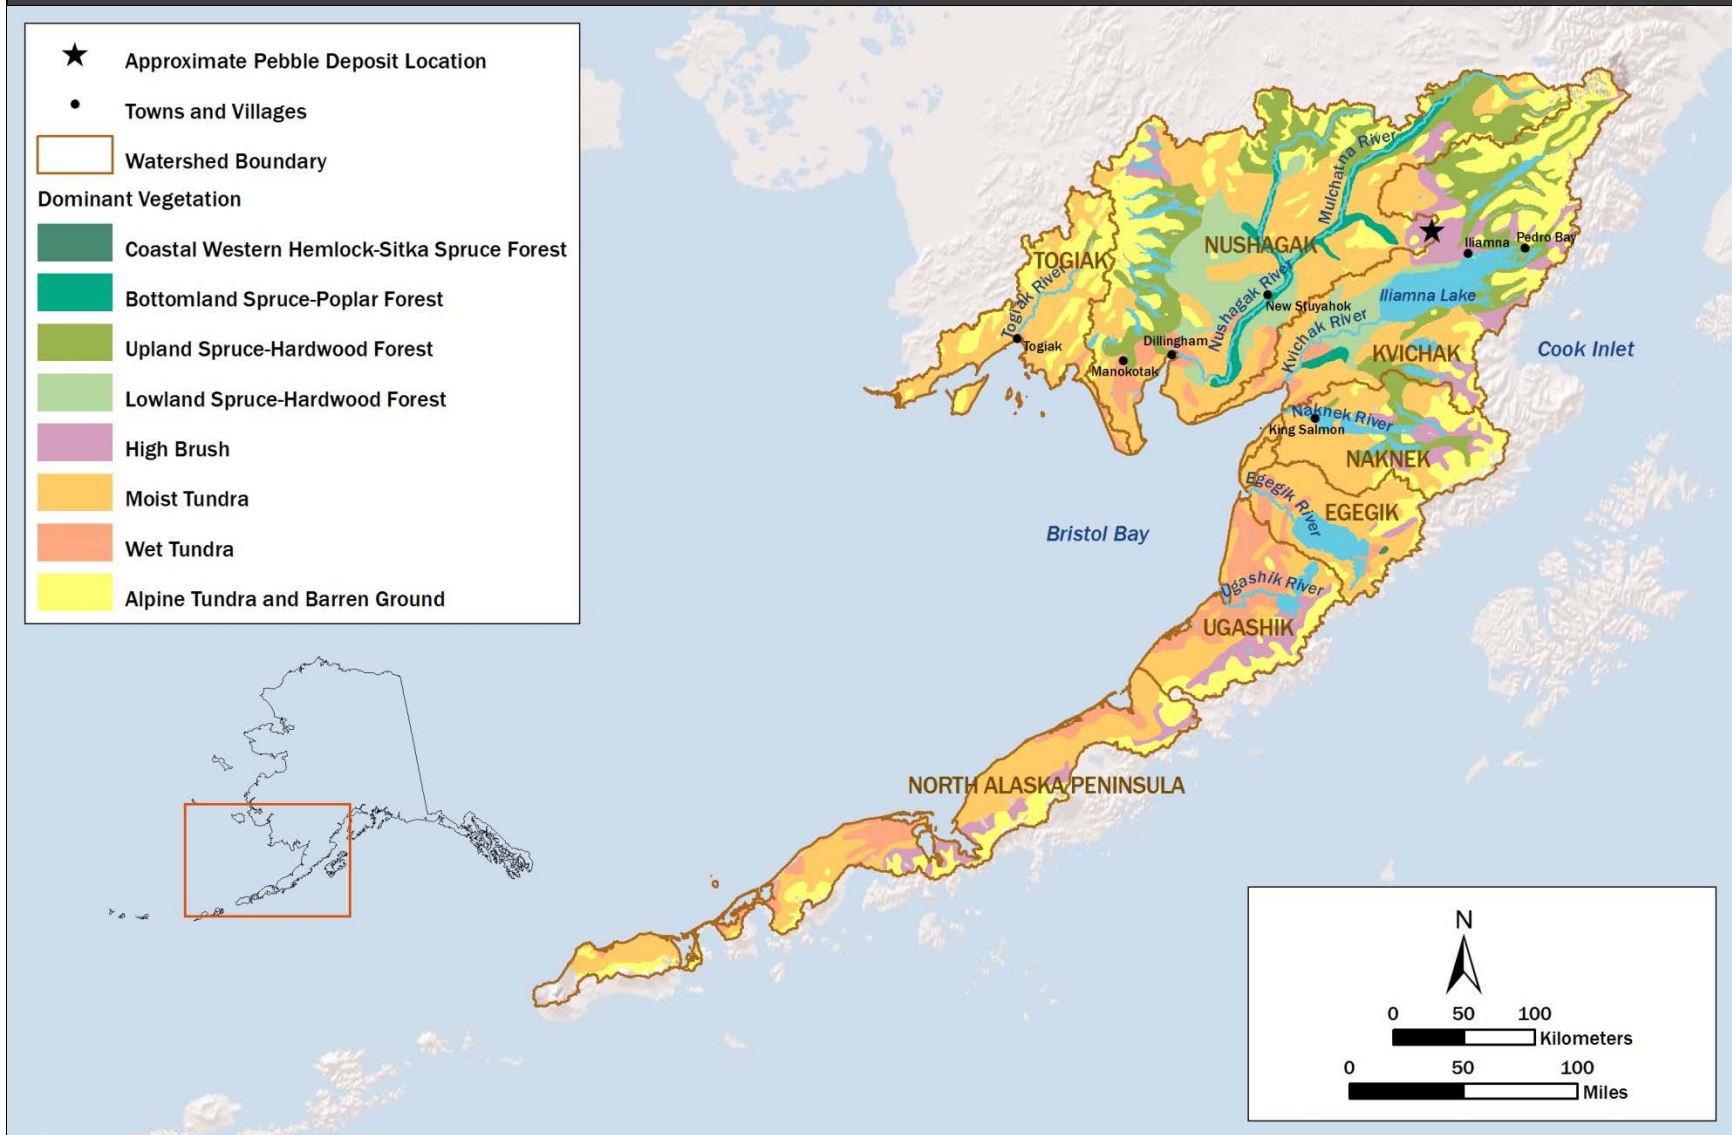 Approximate Pebble Deposit Location
Towns and Villages
Watershed Boundary
Dominant Vegetation
Coastal Western Hemlock-Sitka Spruce Forest
Bottomland Spruce-Poplar Forest
Upland Spruce-Hardwood Forest
Lowland Spruce-Hardwood Forest
High Brush
Moist Tundra
Wet Tundra
Alpine Tundra and Barren Ground
Mulchatna River
NUSHAGAK
Iliamna
Pedro Bay
TOGIAK
Togiak River
Nushagak River
New Stuyahok
Iliamna Lake
Kvichak River
Togiak
Dillingham
Manokotak
KVICHAK
Cook Inlet
Naknek River
King Salmon
NAKNEK
Egegik River
EGEGIK
Bristol Bay
Ugashik River
UGASHIK
NORTH ALASKA PENINSULA
N
0 50 100
Kilometers
0 50 100
Miles